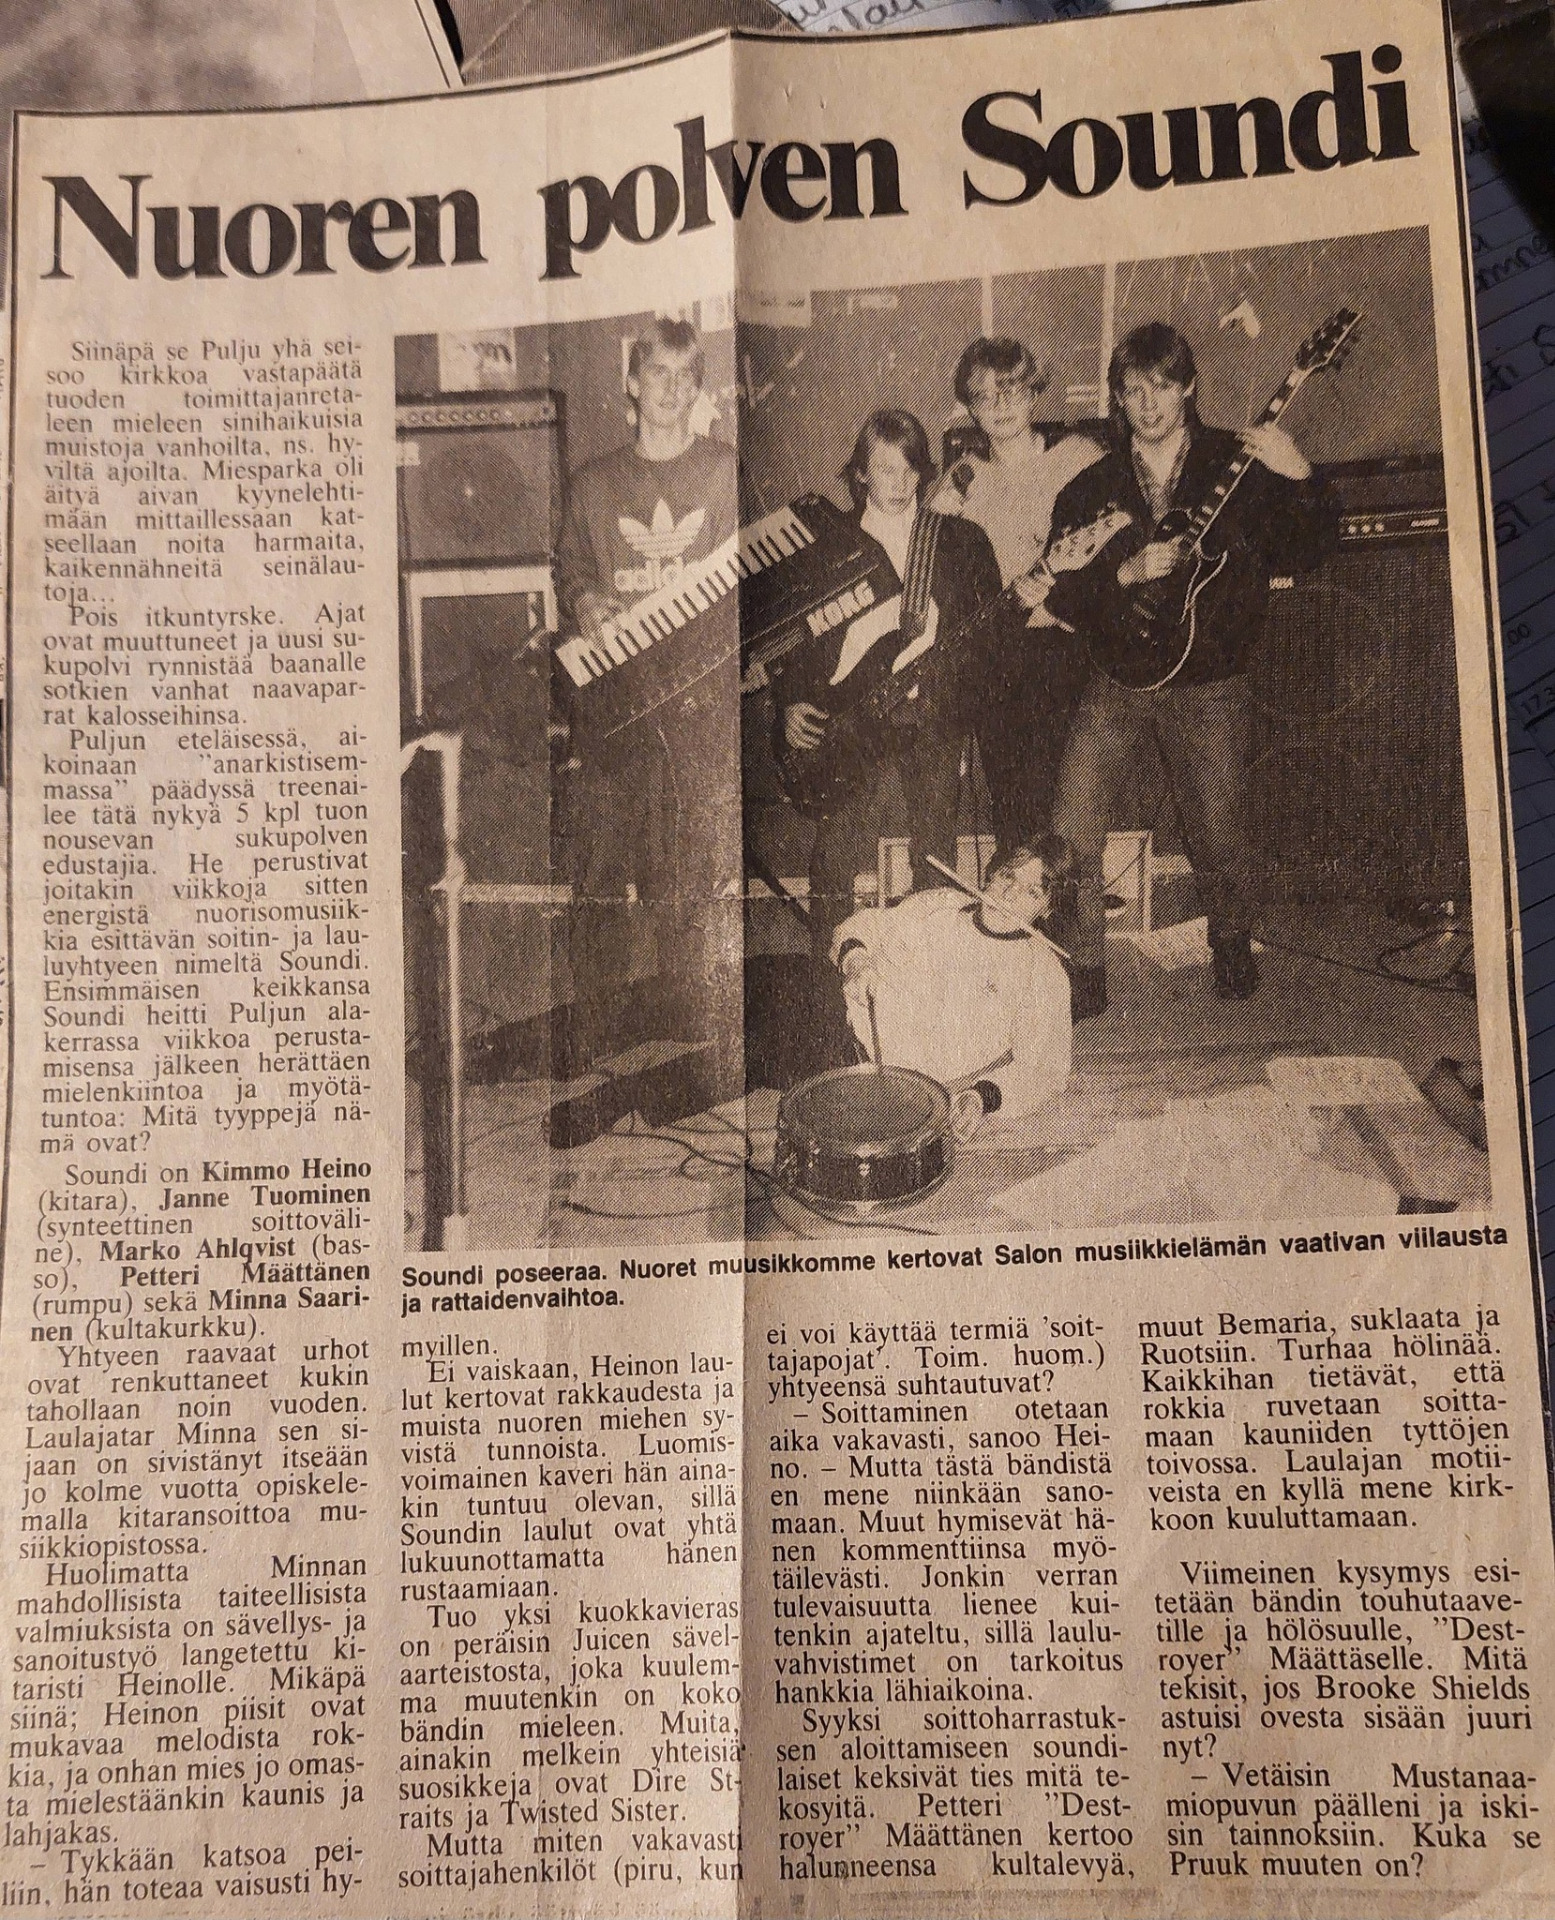 Nuoren polven Soundi
Siinäpä se Pulju yhä sei-
soo kirkkoa vastapäätä
tuoden toimittajanreta-
leen mieleen sinihaikuisia
muistoja vanhoilta, ns. hy-
viltä ajoilta. Miesparka oli
äityä aivan kyynelehti-
mään mittaillessaan kat-
seellaan noita harmaita,
kaikennähneitä seinälau-
toja...
Pois itkuntyrske. Ajat
ovat muuttuneet ja uusi su-
kupolvi rynnistää baanalle
sotkien vanhat naavapar-
rat kalosseihinsa.
Puljun eteläisessä, ai-
koinaan "anarkistisem-
massa" päädyssä treenai-
lee tätä nykyä 5 kpl tuon
nousevan sukupolven
edustajia. He perustivat
joitakin viikkoja sitten
energistä nuorisomusiik-
kia esittävän soitin- ja lau-
luyhtyeen nimeltä Soundi.
Ensimmäisen keikkansa
Soundi heitti Puljun ala-
kerrassa viikkoa perusta-
misensa jälkeen herättäen
mielenkiintoa ja myötä-
tuntoa: Mitä tyyppejä nä-
mä ovat?
Soundi on Kimmo Heino
(kitara), Janne Tuominen
(synteettinen soittoväli-
ne), Marko Ahlqvist (bas-
so), Petteri Määttänen
(rumpu) sekä Minna Saari-
nen (kultakurkku).
Yhtyeen raavaat urhot
ovat renkuttaneet kukin
tahollaan noin vuoden.
Laulajatar Minna sen si-
jaan on sivistänyt itseään
jo kolme vuotta opiskele-
malla kitaransoittoa mu-
siikkiopistossa.
Huolimatta Minnan
mahdollisista taiteellisista
valmiuksista on sävellys- ja
sanoitustyö langetettu ki-
taristi Heinolle. Mikäpä
siinä; Heinon piisit ovat
mukavaa melodista rok-
kia, ja onhan mies jo omas-
ta mielestäänkin kaunis ja
lahjakas.
– Tykkään katsoa pei-
liin, hän toteaa vaisusti hy-
adidas
KORG
Soundi poseeraa. Nuoret muusikkomme kertovat Salon musiikkielämän vaativan viilausta
ja rattaidenvaihtoa.
myillen.
Ei vaiskaan, Heinon lau-
lut kertovat rakkaudesta ja
muista nuoren miehen sy-
vistä tunnoista. Luomis-
voimainen kaveri hän aina-
kin tuntuu olevan, sillä
Soundin laulut ovat yhtä
lukuunottamatta hänen
rustaamiaan.
Tuo yksi kuokkavieras
on peräisin Juicen sävel-
aarteistosta, joka kuulem-
ma muutenkin on koko
bändin mieleen. Muita,
ainakin melkein yhteisiä
suosikkeja ovat Dire St-
raits ja Twisted Sister.
Mutta miten vakavasti
soittajahenkilöt (piru, kun
ei voi käyttää termiä 'soit-
tajapojat'. Toim. huom.)
yhtyeensä suhtautuvat?
– Soittaminen otetaan
aika vakavasti, sanoo Hei-
no. – Mutta tästä bändistä
en mene niinkään sano-
maan. Muut hymisevät hä-
nen kommenttiinsa myö-
täilevästi. Jonkin verran
tulevaisuutta lienee kui-
tenkin ajateltu, sillä laulu-
vahvistimet on tarkoitus
hankkia lähiaikoina.
Syyksi soittoharrastuk-
sen aloittamiseen soundi-
laiset keksivät ties mitä te-
kosyitä. Petteri "Dest-
royer" Määttänen kertoo
halunneensa kultalevyä,
muut Bemaria, suklaata ja
Ruotsiin. Turhaa hölinää.
Kaikkihan tietävät, että
rokkia ruvetaan soitta-
maan kauniiden tyttöjen
toivossa. Laulajan motii-
veista en kyllä mene kirk-
koon kuuluttamaan.
Viimeinen kysymys esi-
tetään bändin touhutaave-
tille ja hölösuulle, "Dest-
royer" Määttäselle. Mitä
tekisit, jos Brooke Shields
astuisi ovesta sisään juuri
nyt?
– Vetäisin Mustanaa-
miopuvun päälleni ja iski-
sin tainnoksiin. Kuka se
Pruuk muuten on?